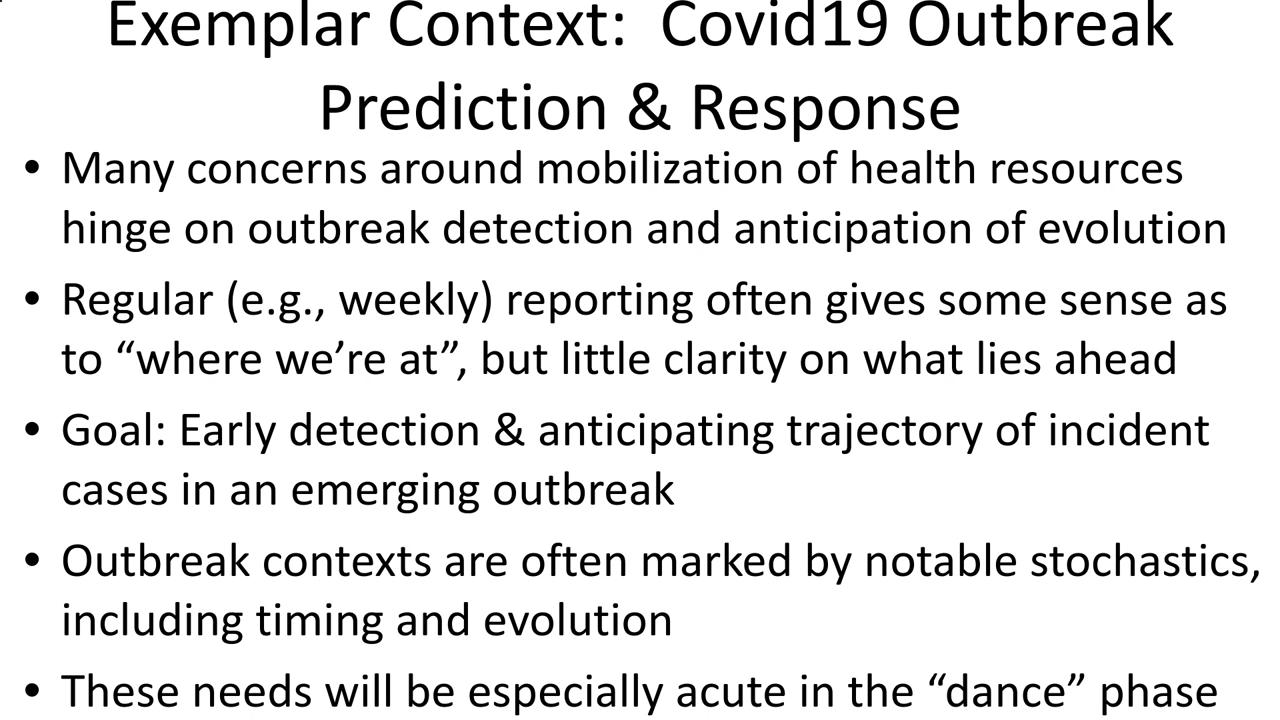 Exemplar Context:  Covid19 Outbreak
Prediction & Response
• Many concerns around mobilization of health resources
hinge on outbreak detection and anticipation of evolution
• Regular (e.g., weekly) reporting often gives some sense as
to “where we’re at”, but little clarity on what lies ahead
• Goal: Early detection & anticipating trajectory of incident
cases in an emerging outbreak
• Outbreak contexts are often marked by notable stochastics,
including timing and evolution
• These needs will be especially acute in the “dance” phase